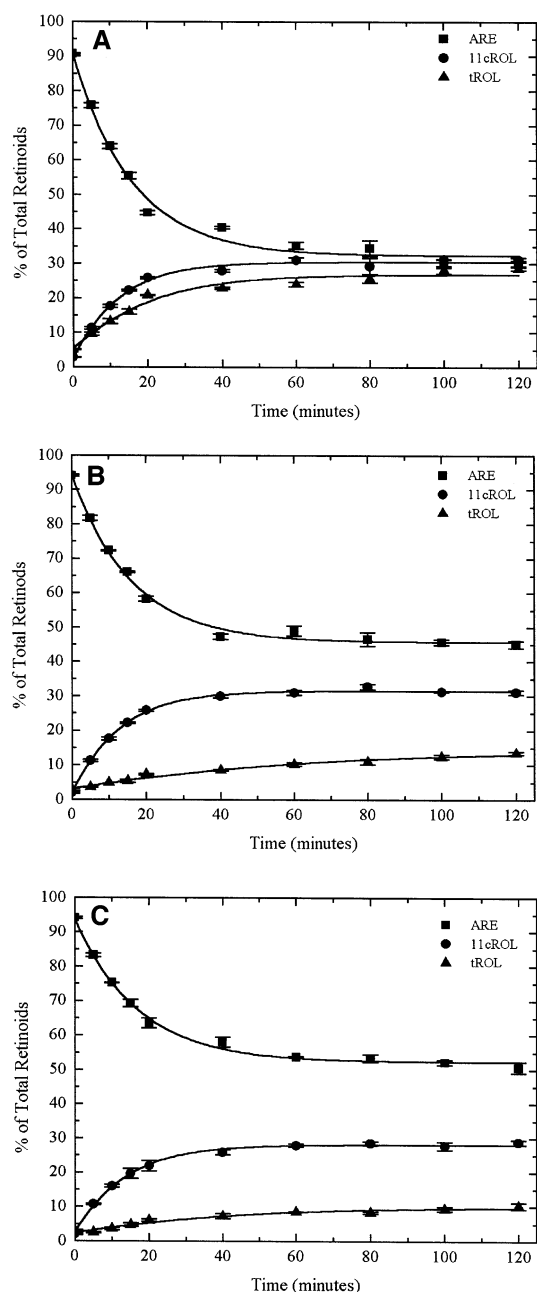 A
ARE
11cROL
tROL
100
90
80
70
60
50
40
30
20
10
0
% of Total Retinoids
0 20 40 60 80 100 120
Time (minutes)
B
ARE
11cROL
tROL
100
90
80
70
60
50
40
30
20
10
0
% of Total Retinods
0 20 40 60 80 100 120
Time (minutes)
C
ARE
11cROL
tROL
100
90
80
70
60
50
40
30
20
10
0
% of Total Retinoids
0 20 40 60 80 100 120
Time (minutes)